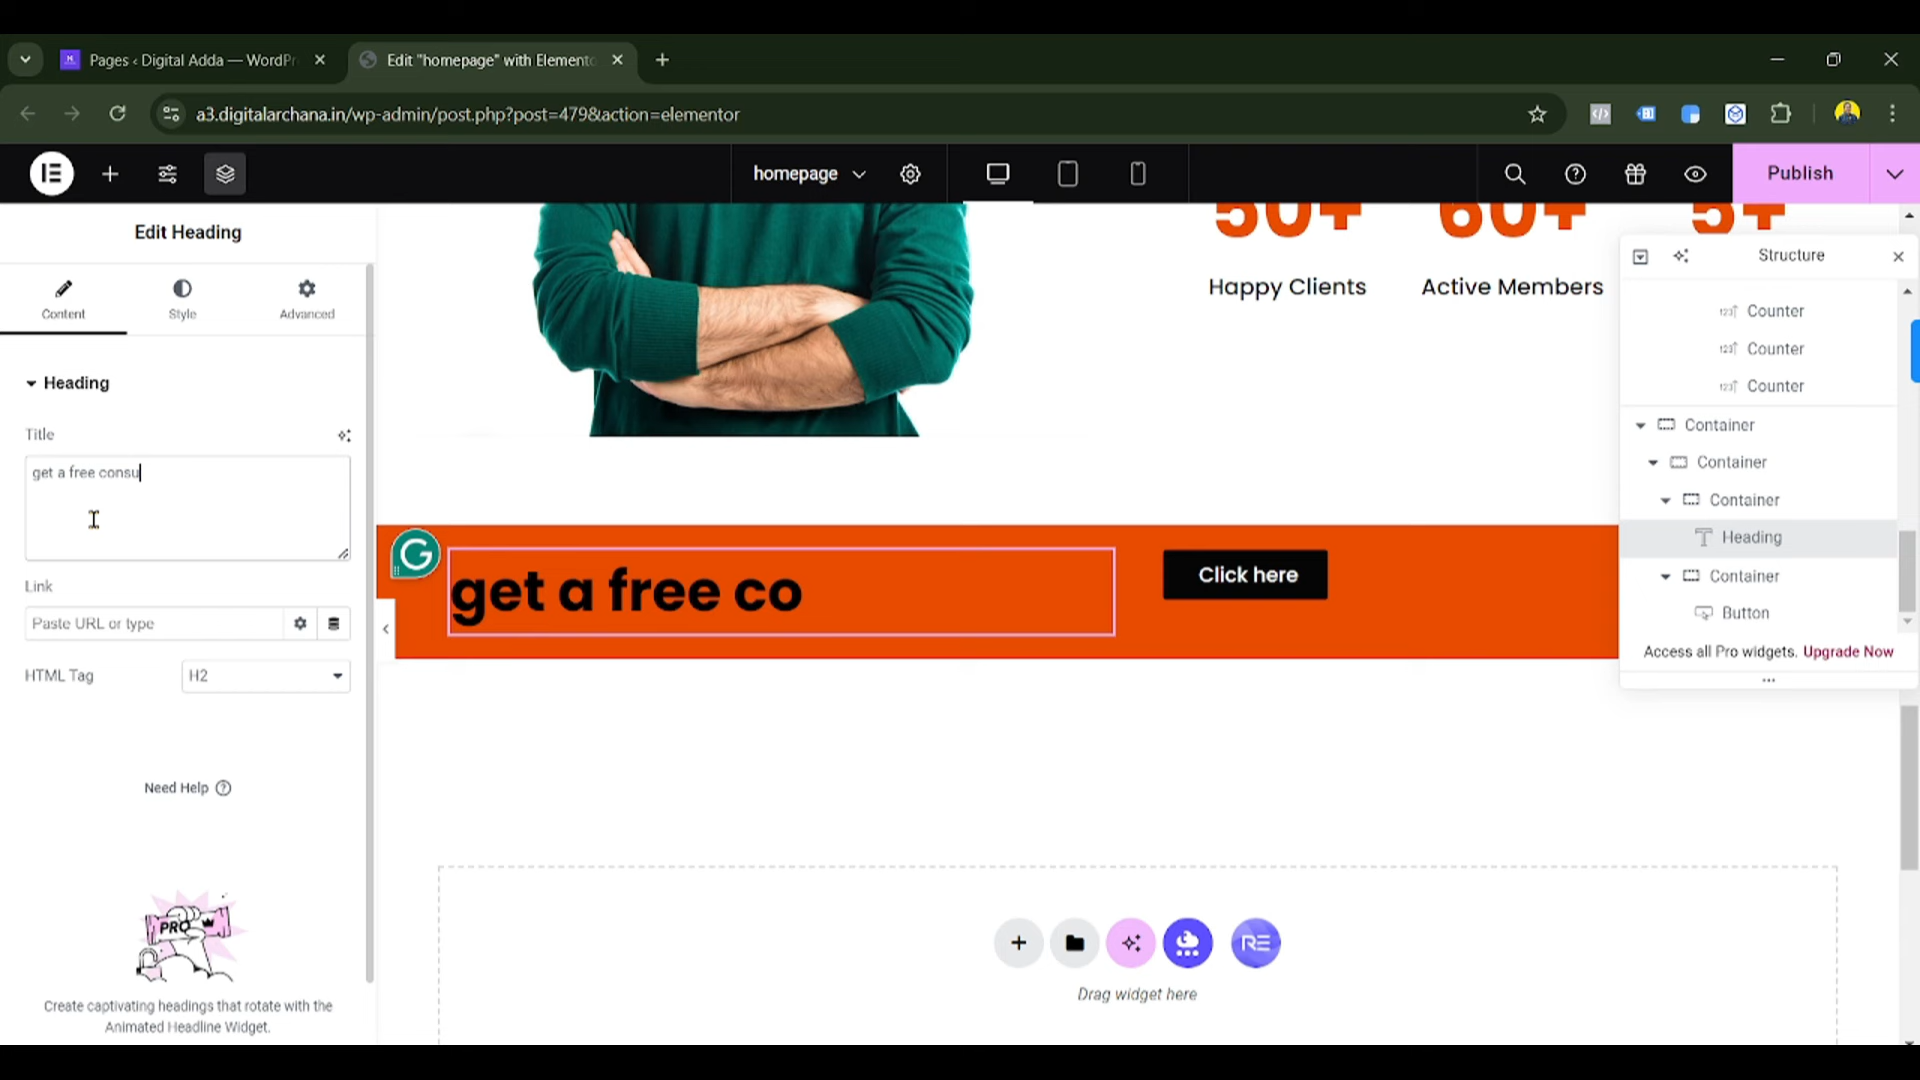 Pages ‹ Digital Adda — WordPr
Edit "homepage" with Elemento
a3.digitalarchana.in/wp-admin/post.php?post=479&action=elementor
homepage
Publish
Edit Heading
Content
Style
Advanced
Heading
Title
get a free consu
Link
Paste URL or type
HTML Tag
H2
Need Help
PRO
Create captivating headings that rotate with the
Animated Headline Widget.
50+
60+
5+
Happy Clients
Active Members
get a free co
Click here
Drag widget here
Structure
Counter
Counter
Counter
Container
Container
Container
Heading
Container
Button
Access all Pro widgets. Upgrade Now